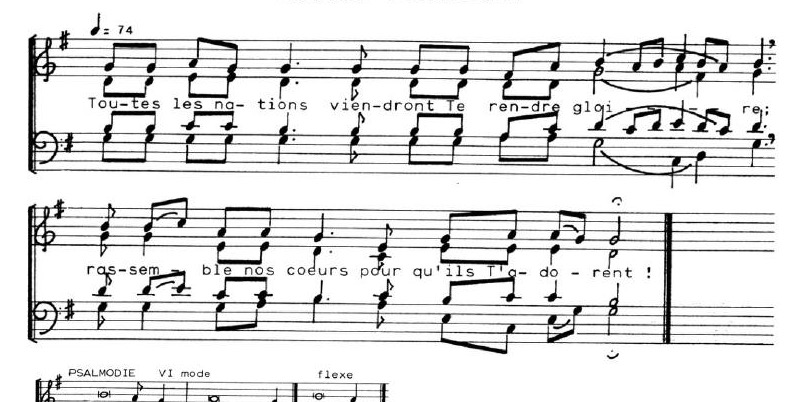 = 74
Tou-tes les na- tions vien-dront Te ren-dre gloi - - - - re;
ras-sem - ble nos coeurs pour qu'ils T'a- do - rent !
PSALMODIE VI mode flexe